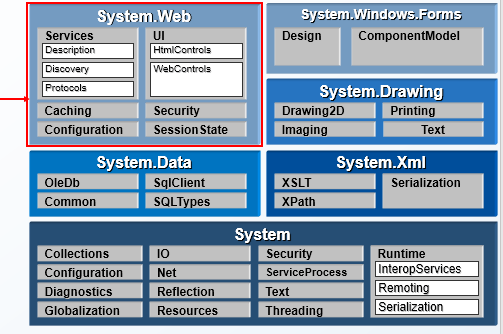 System.Web
Services
UI
Description
HtmlControls
Discovery
WebControls
Protocols
Caching
Security
Configuration
SessionState
System.Windows.Forms
Design
ComponentModel
System.Drawing
Drawing2D
Printing
Imaging
Text
System.Data
OleDb
SqlClient
Common
SQLTypes
System.Xml
XSLT
Serialization
XPath
System
Collections
IO
Security
Runtime
Configuration
Net
ServiceProcess
InteropServices
Diagnostics
Reflection
Text
Remoting
Globalization
Resources
Threading
Serialization